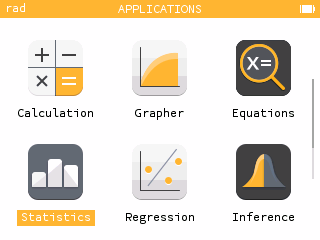 rad APPLICATIONS
Calculation Grapher Equations
Statistics Regression Inference